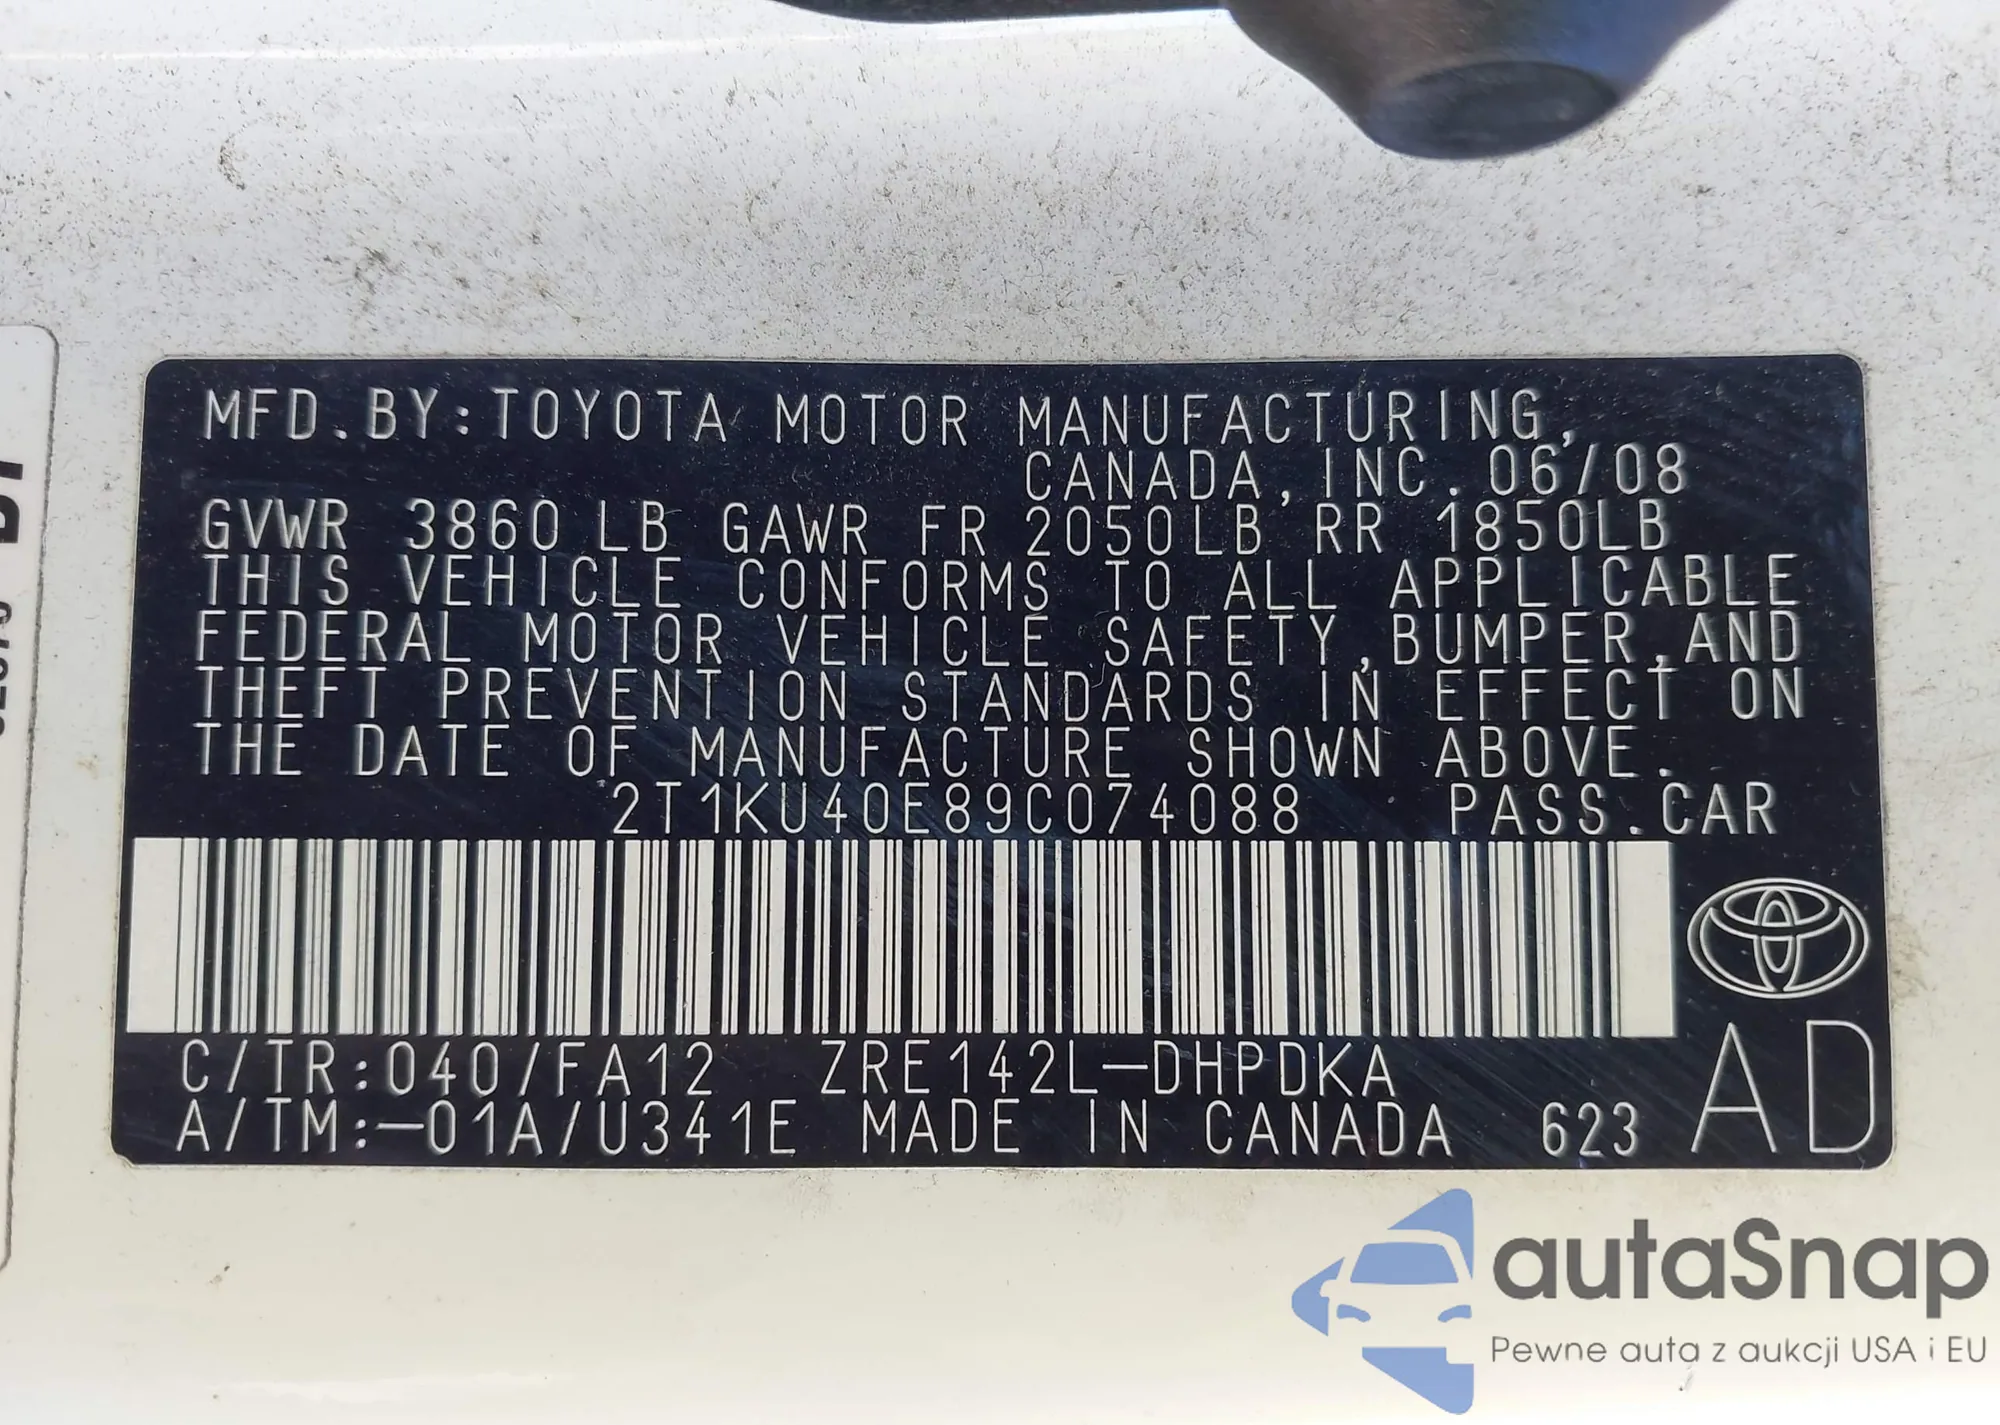 MFD.BY:TOYOTA MOTOR MANUFACTURING,
CANADA,INC. 06/08
GVWR 3860LB GAWR FR 2050LB RR 1850LB
THIS VEHICLE CONFORMS TO ALL APPLICABLE
FEDERAL MOTOR VEHICLE SAFETY,BUMPER,AND
THEFT PREVENTION STANDARDS IN EFFECT ON
THE DATE OF MANUFACTURE SHOWN ABOVE.
2T1KU40E89C074088 PASS.CAR
C/TR:040/FA12 ZRE142L-DHPDKA
A/TM:-01A/U341E MADE IN CANADA 623
AD
autaSnap
Pewne auta z aukcji USA i EU